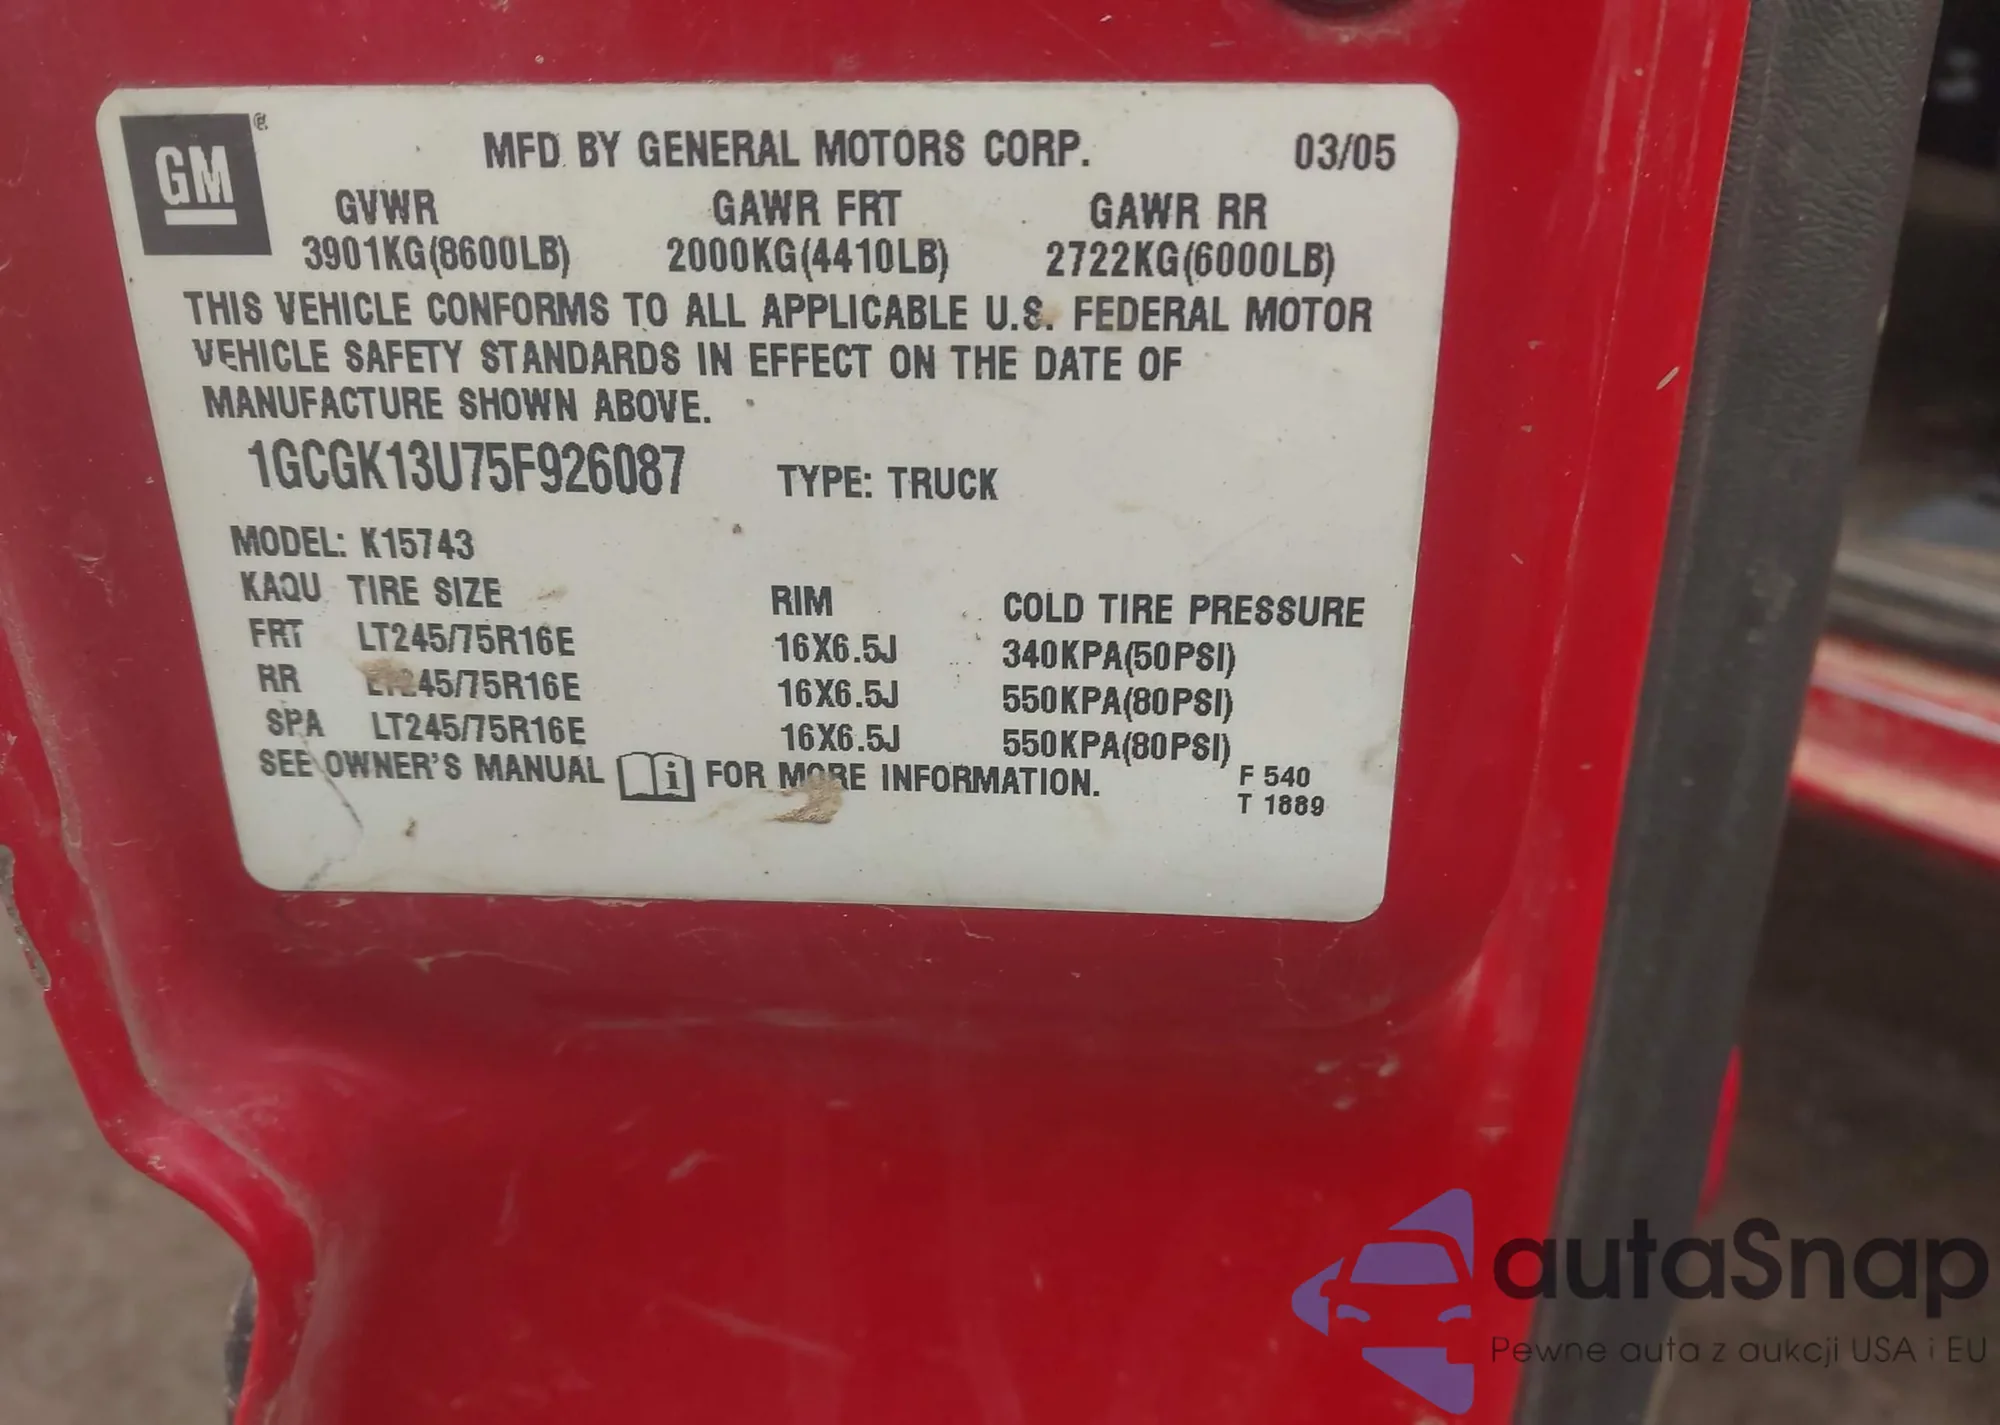 GM
MFD BY GENERAL MOTORS CORP. 03/05
GVWR GAWR FRT GAWR RR
3901KG(8600LB) 2000KG(4410LB) 2722KG(6000LB)
THIS VEHICLE CONFORMS TO ALL APPLICABLE U.S. FEDERAL MOTOR
VEHICLE SAFETY STANDARDS IN EFFECT ON THE DATE OF
MANUFACTURE SHOWN ABOVE.
1GCGK13U75F926087 TYPE: TRUCK
MODEL: K15743
KAQU TIRE SIZE RIM COLD TIRE PRESSURE
FRT LT245/75R16E 16X6.5J 340KPA(50PSI)
RR LT245/75R16E 16X6.5J 550KPA(80PSI)
SPA LT245/75R16E 16X6.5J 550KPA(80PSI)
SEE OWNER'S MANUAL i FOR MORE INFORMATION.
F 540
T 1889
autaSnap
Pewne auta z aukcji USA i EU